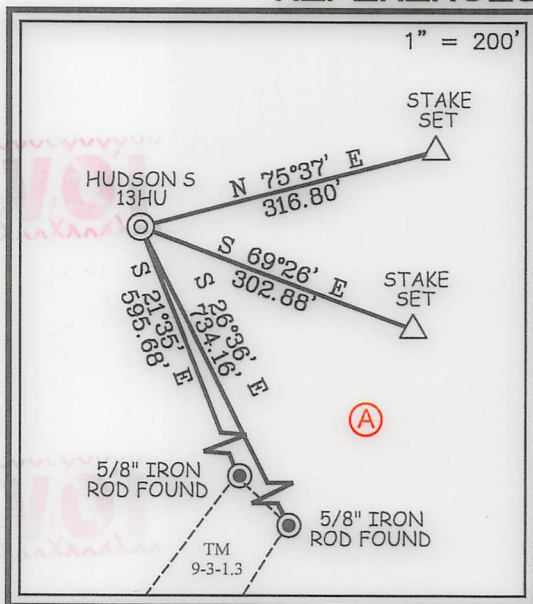 1" = 200'
STAKE
SET
HUDSON S
13HU
N 75°37' E
316.80'
S 69°26' E
302.88'
STAKE
SET
S 21°35' E
595.68'
S 26°36' E
734.16'
A
5/8" IRON
ROD FOUND
5/8" IRON
ROD FOUND
TM
9-3-1.3